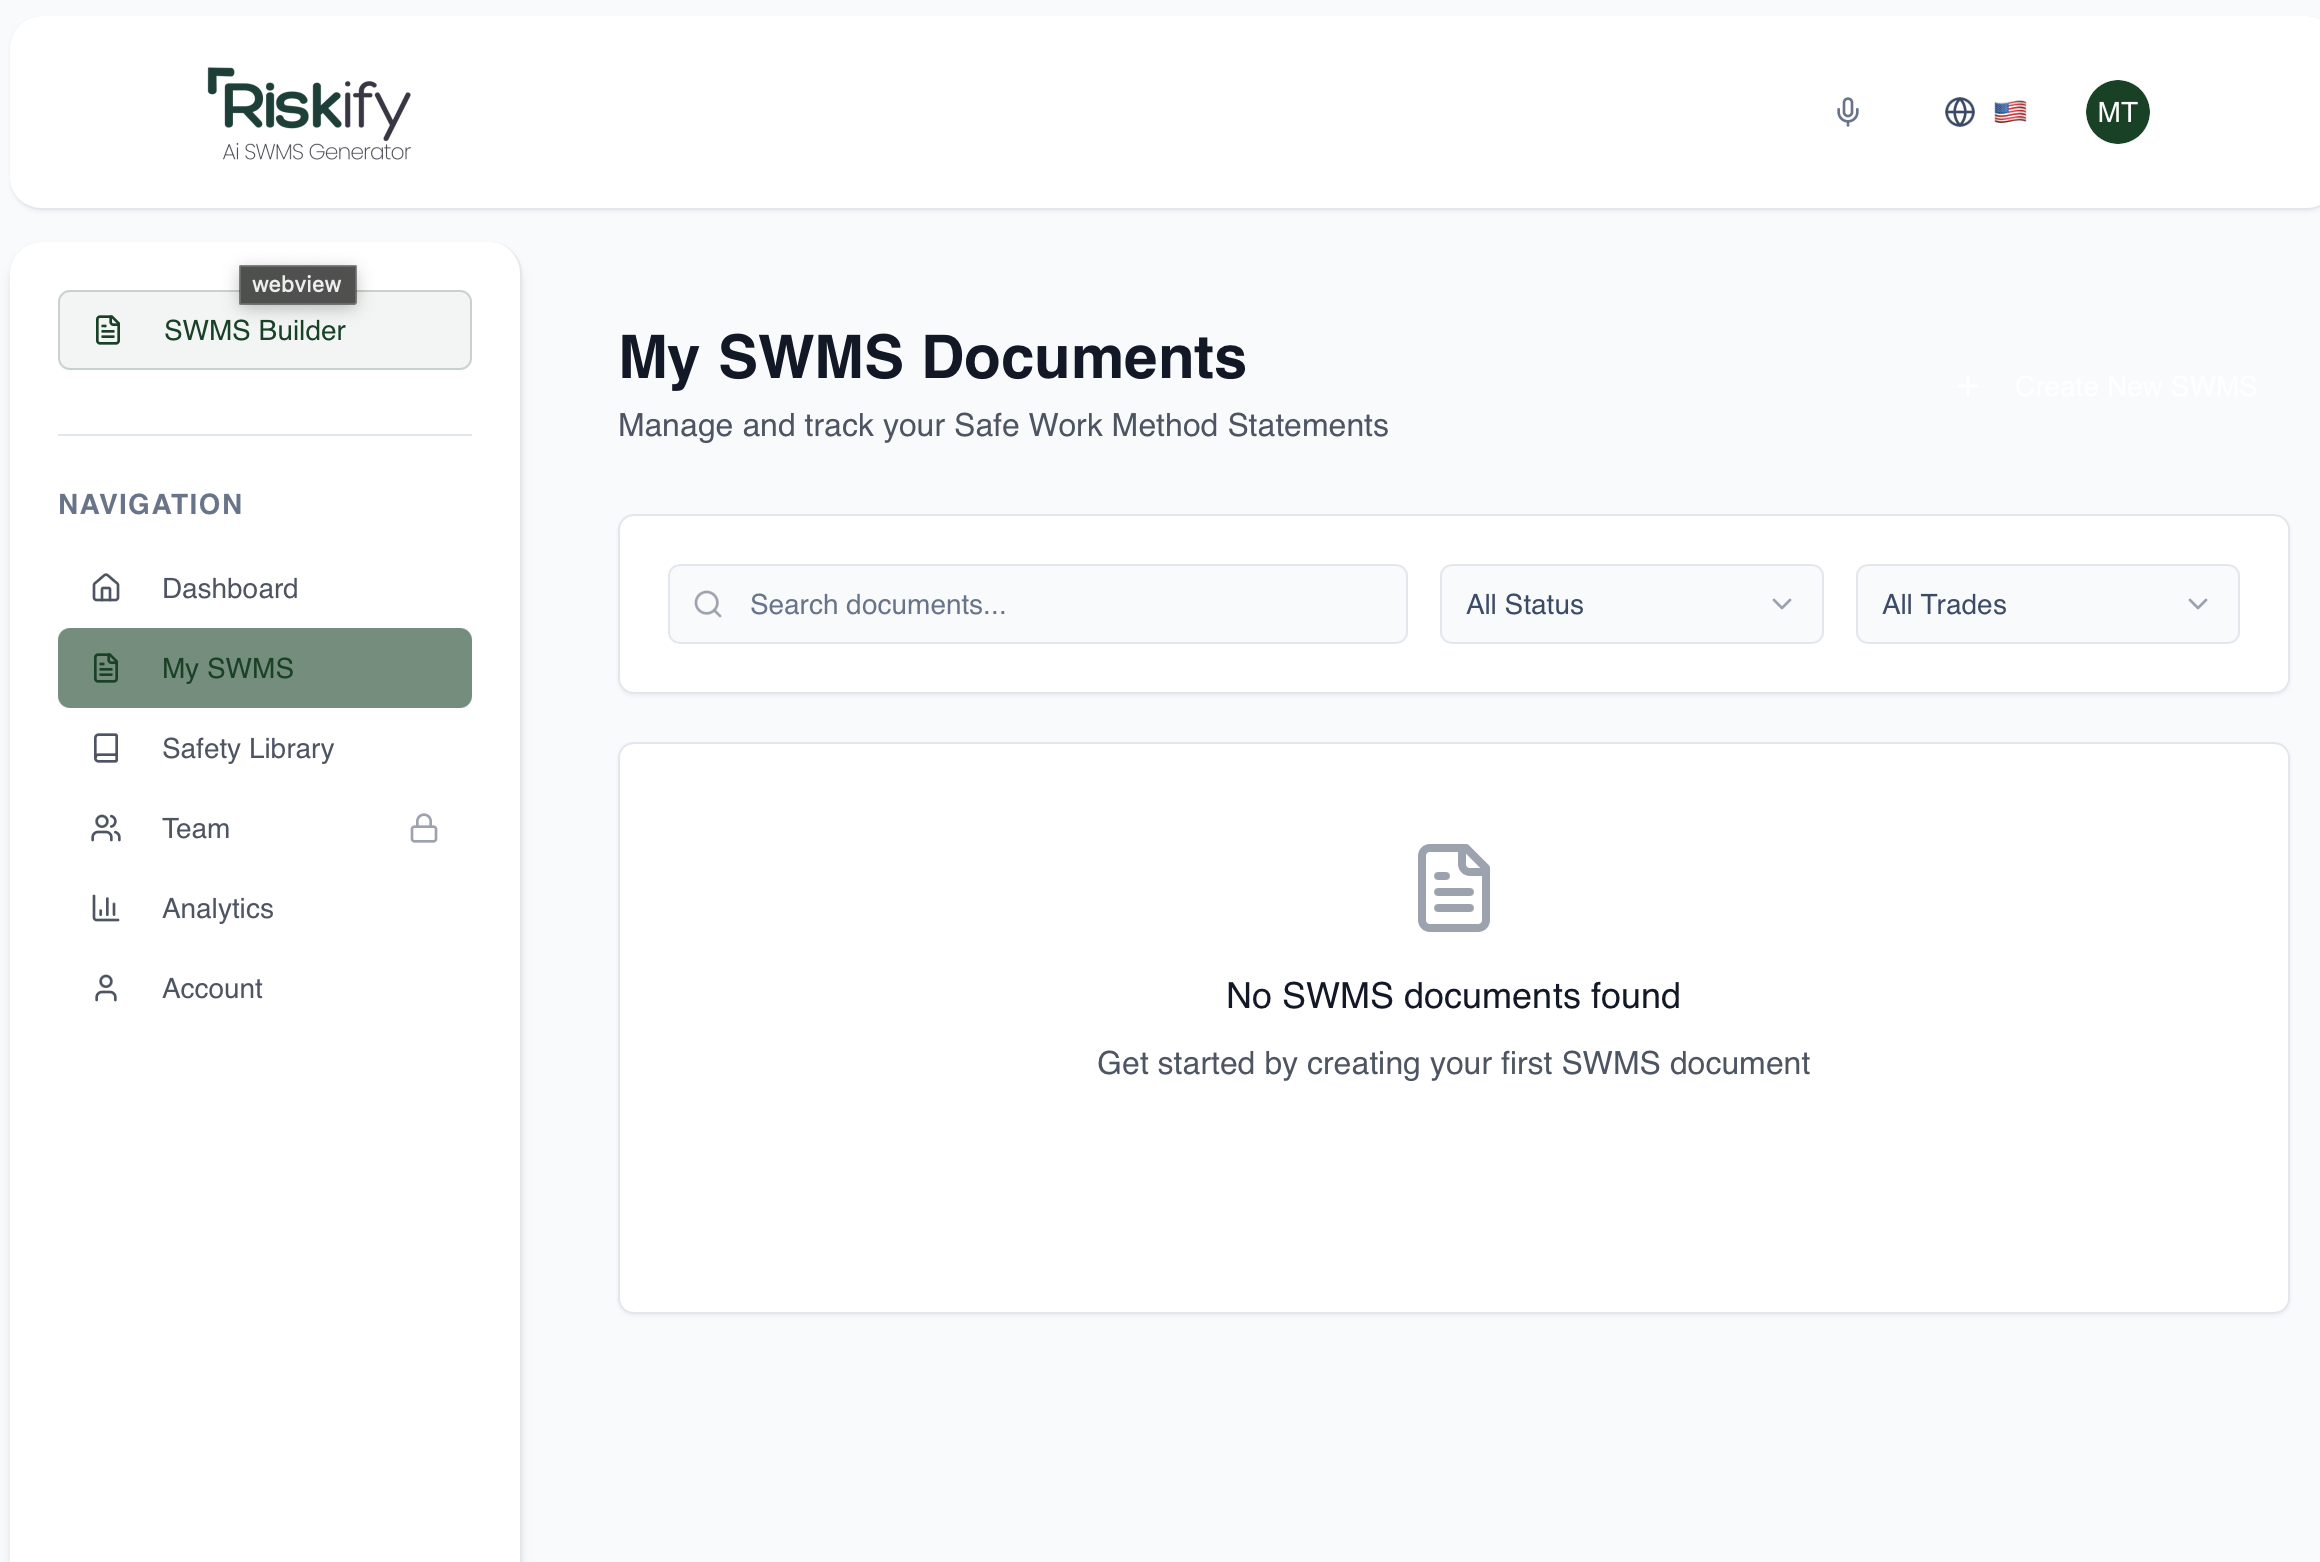 Riskify
Ai SWMS Generator
MT
webview
SWMS Builder
NAVIGATION
Dashboard
My SWMS
Safety Library
Team
Analytics
Account
My SWMS Documents
Manage and track your Safe Work Method Statements
+ Create New SWMS
Search documents...
All Status
All Trades
No SWMS documents found
Get started by creating your first SWMS document